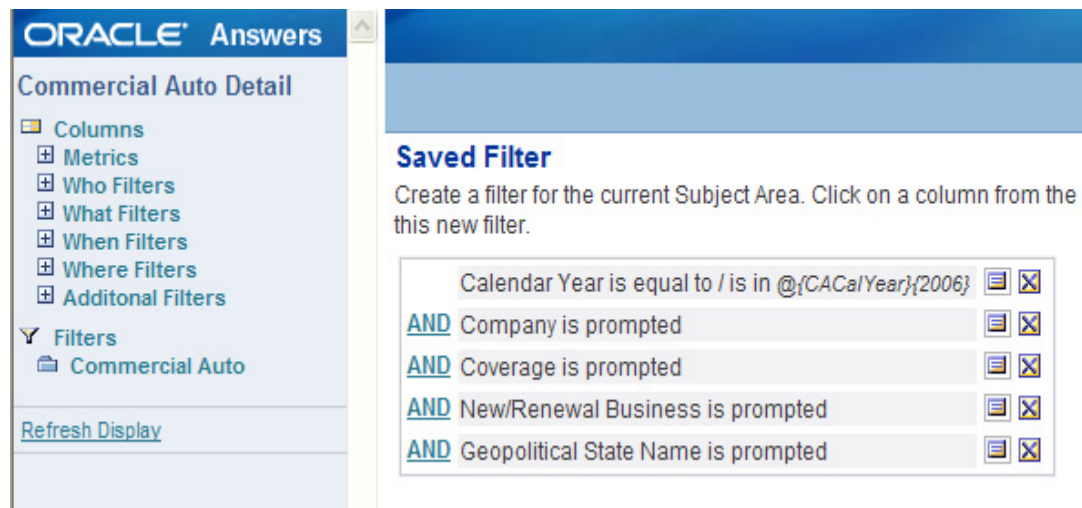 ORACLE' Answers
Commercial Auto Detail
Columns
Metrics
Who Filters
What Filters
When Filters
Where Filters
Additonal Filters
Filters
Commercial Auto
Refresh Display
Saved Filter
Create a filter for the current Subject Area. Click on a column from the
this new filter.
Calendar Year is equal to / is in @{CACalYear}{2006}
AND Company is prompted
AND Coverage is prompted
AND New/Renewal Business is prompted
AND Geopolitical State Name is prompted